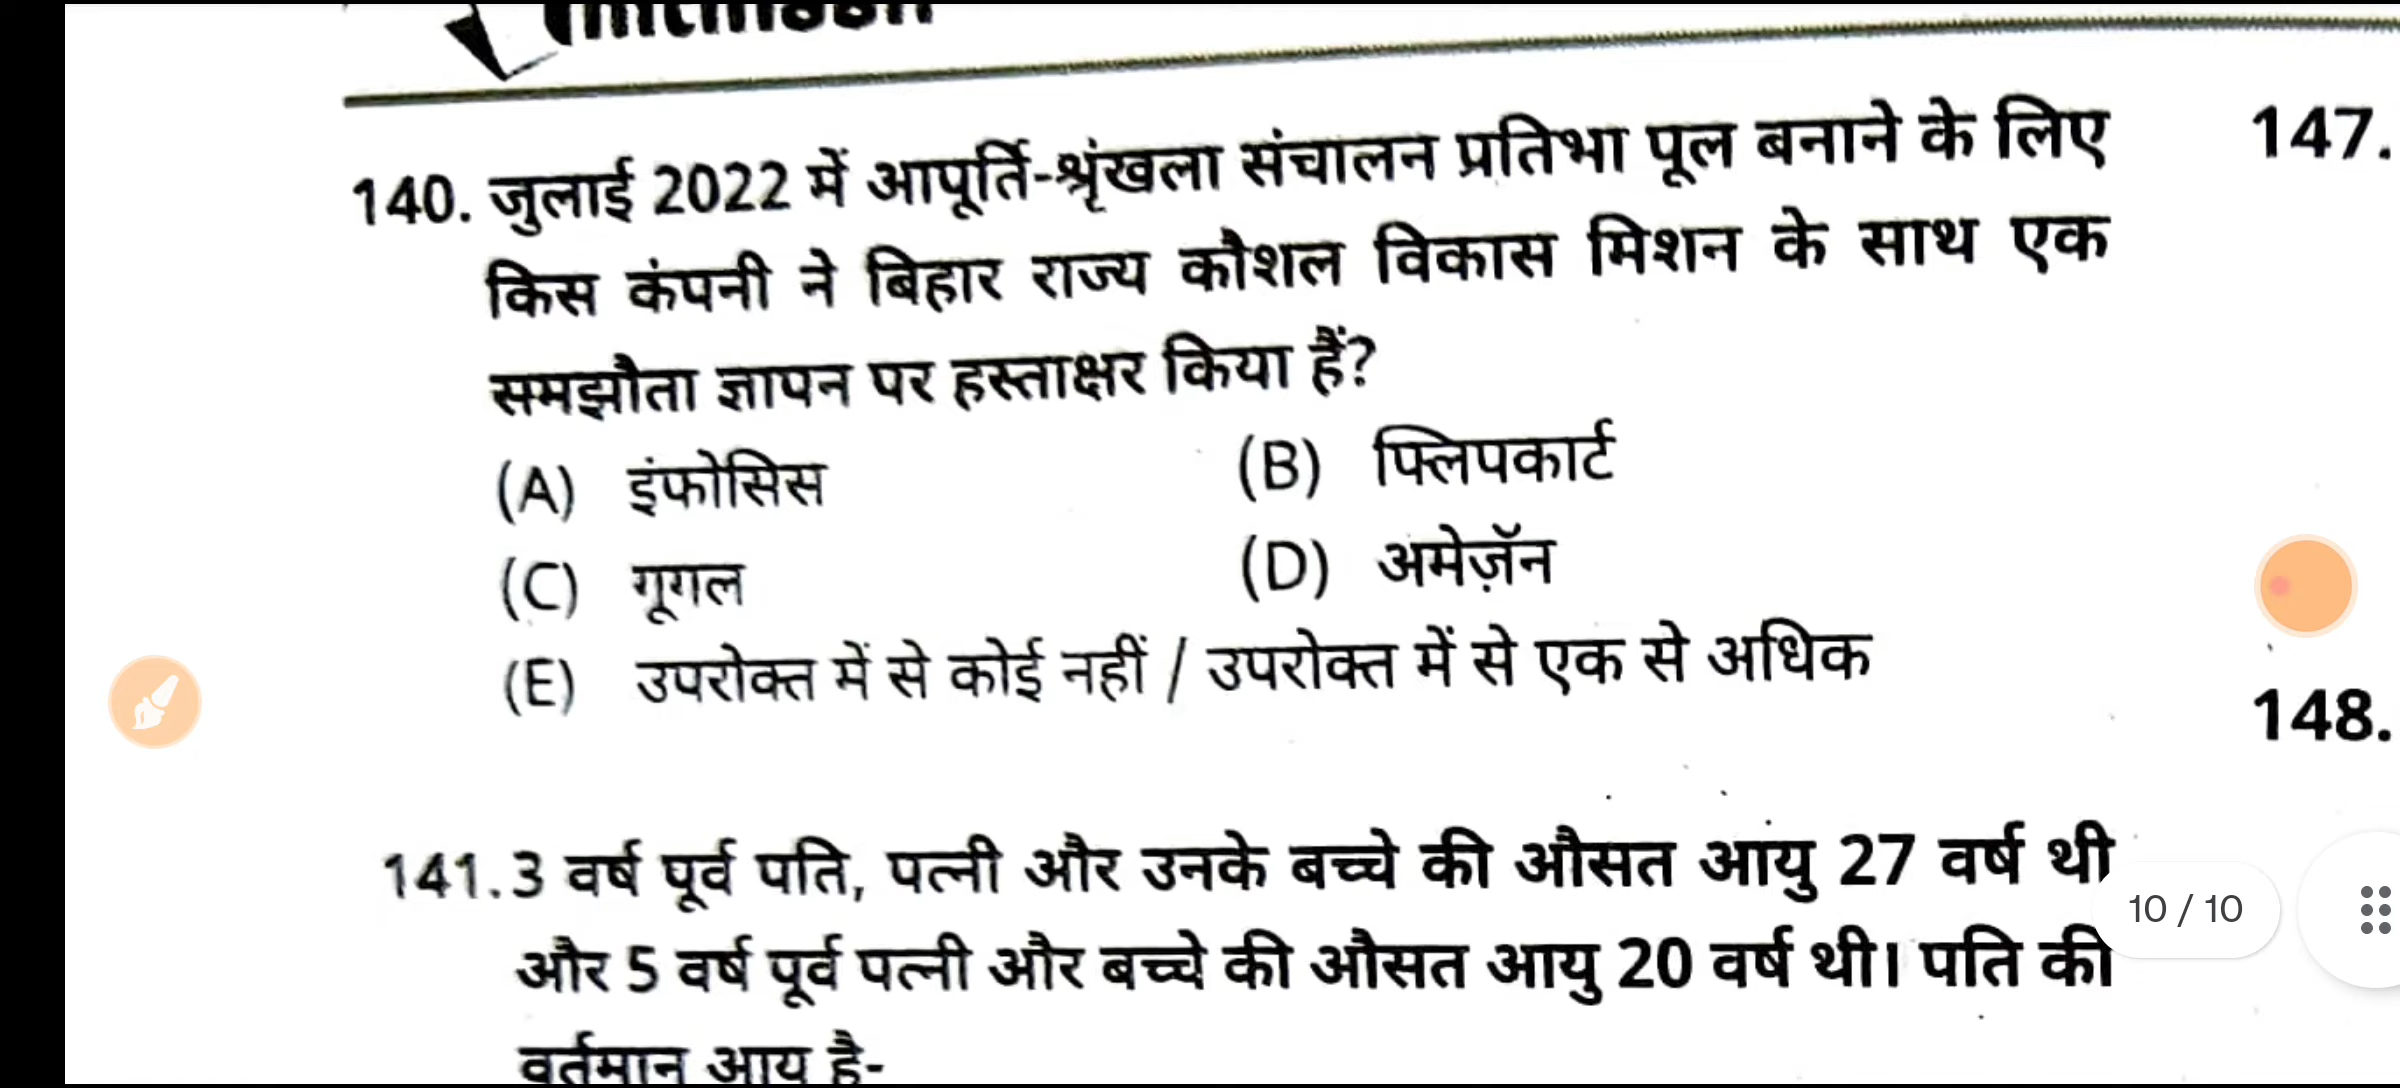 140. जुलाई 2022 में आपूर्ति-श्रृंखला संचालन प्रतिभा पूल बनाने के लिए
किस कंपनी ने बिहार राज्य कौशल विकास मिशन के साथ एक
समझौता ज्ञापन पर हस्ताक्षर किया हैं?
(A) इंफोसिस
(B) फ्लिपकार्ट
(C) गूगल
(D) अमेज़ॅन
(E) उपरोक्त में से कोई नहीं / उपरोक्त में से एक से अधिक
141. 3 वर्ष पूर्व पति, पत्नी और उनके बच्चे की औसत आयु 27 वर्ष थी
और 5 वर्ष पूर्व पत्नी और बच्चे की औसत आयु 20 वर्ष थी। पति की
वर्तमान आयु है-
147.
148.
10 / 10